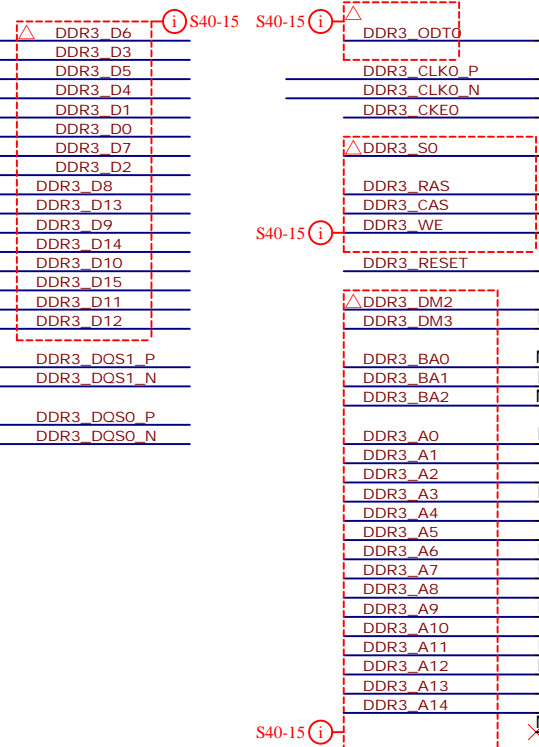 i S40-15
DDR3_D6
DDR3_D3
DDR3_D5
DDR3_D4
DDR3_D1
DDR3_D0
DDR3_D7
DDR3_D2
DDR3_D8
DDR3_D13
DDR3_D9
DDR3_D14
DDR3_D10
DDR3_D15
DDR3_D11
DDR3_D12
DDR3_DQS1_P
DDR3_DQS1_N
DDR3_DQS0_P
DDR3_DQS0_N
S40-15 i
DDR3_ODT0
DDR3_CLK0_P
DDR3_CLK0_N
DDR3_CKE0
DDR3_S0
DDR3_RAS
DDR3_CAS
DDR3_WE
S40-15 i
DDR3_RESET
DDR3_DM2
DDR3_DM3
DDR3_BA0
DDR3_BA1
DDR3_BA2
DDR3_A0
DDR3_A1
DDR3_A2
DDR3_A3
DDR3_A4
DDR3_A5
DDR3_A6
DDR3_A7
DDR3_A8
DDR3_A9
DDR3_A10
DDR3_A11
DDR3_A12
DDR3_A13
DDR3_A14
S40-15 i